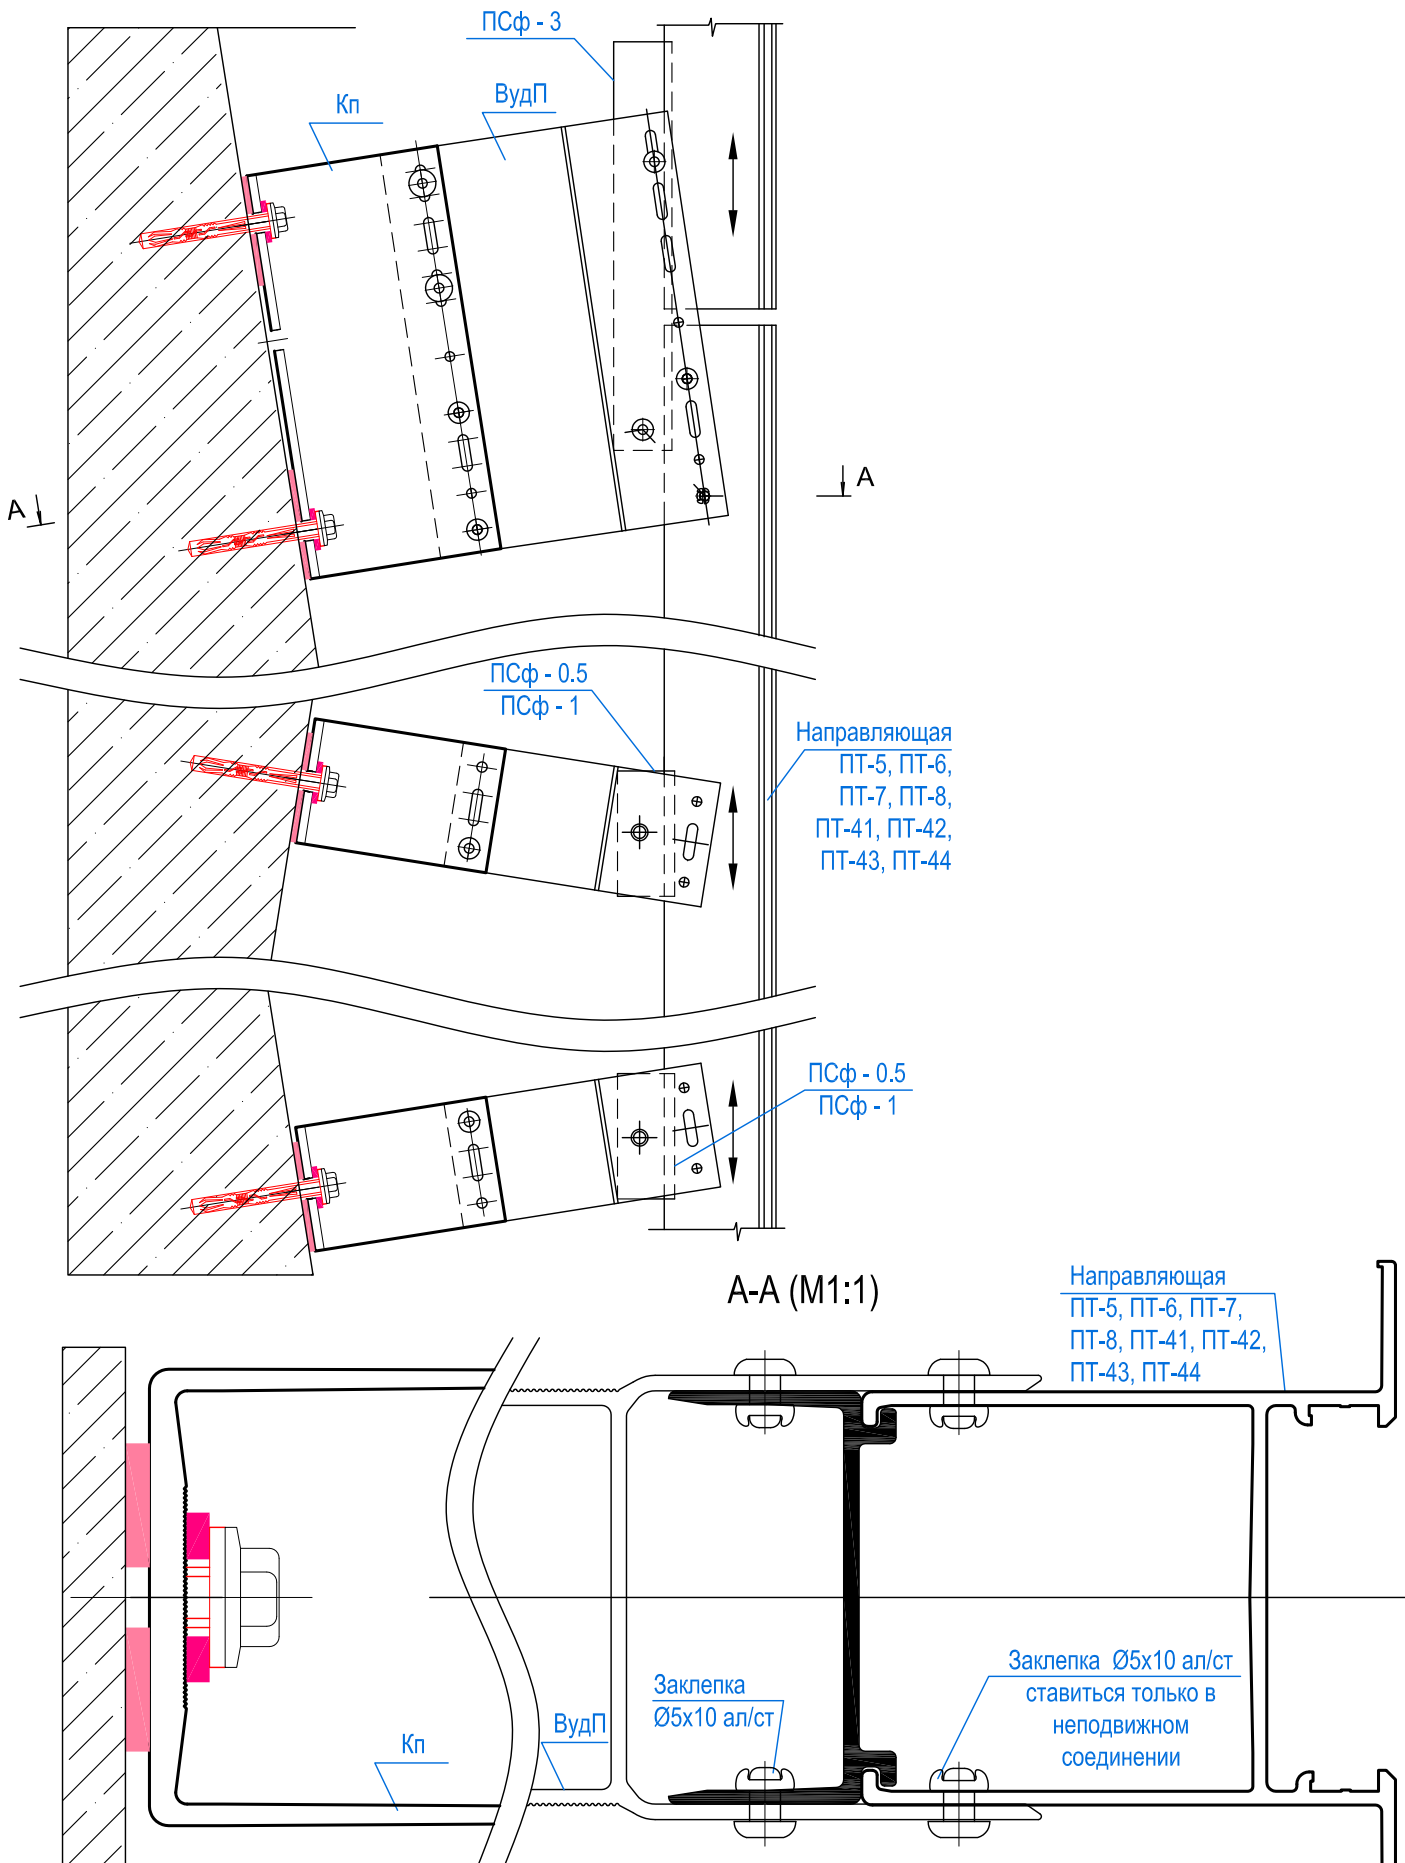 ПСф - 3
ВудП
Кп
А
А
ПСф - 0.5
ПСф - 1
Направляющая
ПТ-5, ПТ-6,
ПТ-7, ПТ-8,
ПТ-41, ПТ-42,
ПТ-43, ПТ-44
ПСф - 0.5
ПСф - 1
А-А (М1:1)
Направляющая
ПТ-5, ПТ-6, ПТ-7,
ПТ-8, ПТ-41, ПТ-42,
ПТ-43, ПТ-44
Заклепка
Ø5х10 ал/ст
Заклепка Ø5х10 ал/ст
ставиться только в
неподвижном
соединении
ВудП
Кп